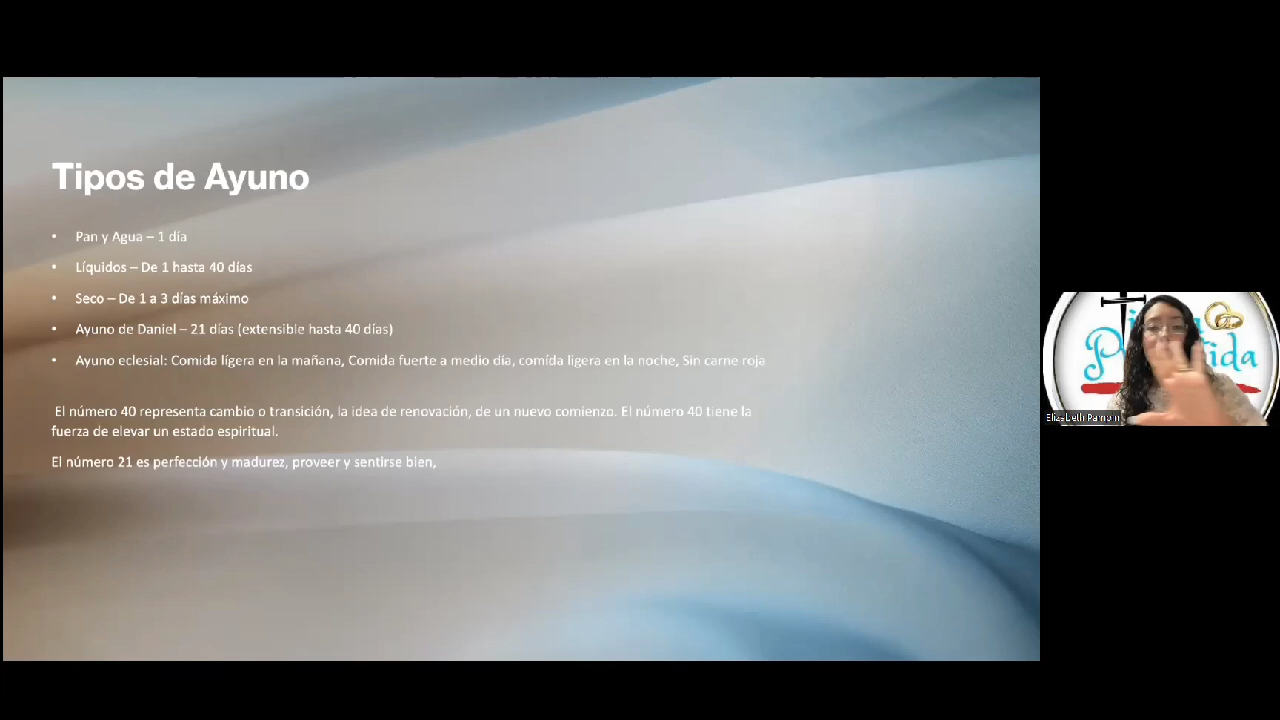 Tipos de Ayuno
• Pan y Agua – 1 día
• Líquidos – De 1 hasta 40 días
• Seco – De 1 a 3 días máximo
• Ayuno de Daniel – 21 días (extensible hasta 40 días)
• Ayuno eclesial: Comida lígera en la mañana, Comida fuerte a medio día, comída ligera en la noche, Sin carne roja
El número 40 representa cambio o transición, la idea de renovación, de un nuevo comienzo. El número 40 tiene la
fuerza de elevar un estado espiritual.
El número 21 es perfección y madurez, proveer y sentirse bien,
Elizabeth